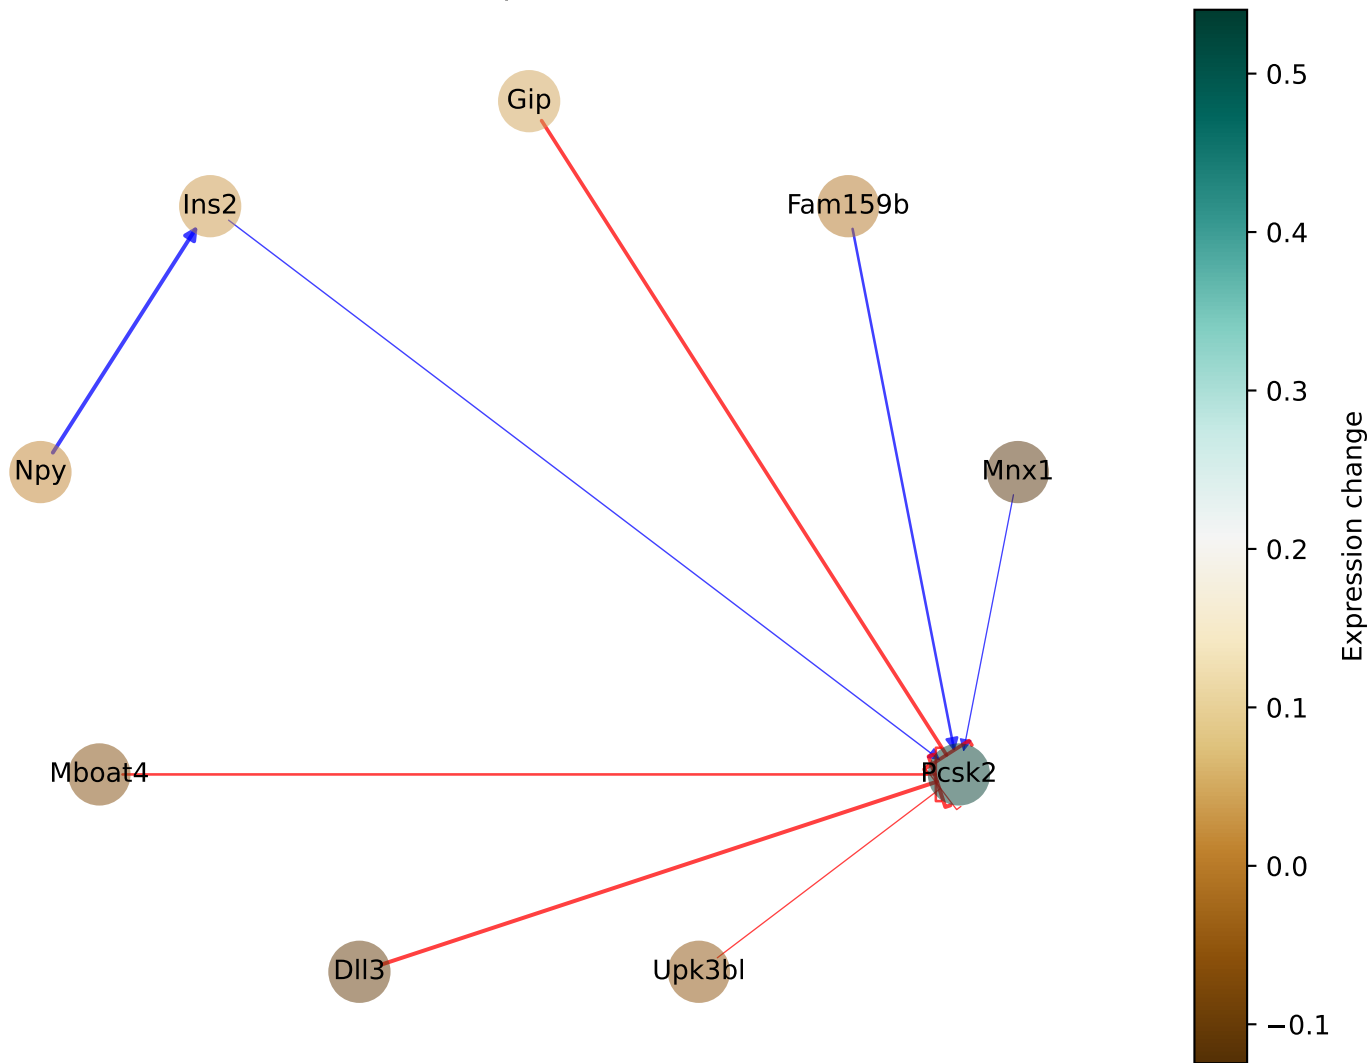 Gip
Ins2
Fam159b
Npy
Mnx1
Mboat4
Pcsk2
Dll3
Upk3bl
0.5
0.4
0.3
0.2
0.1
0.0
−0.1
Expression change